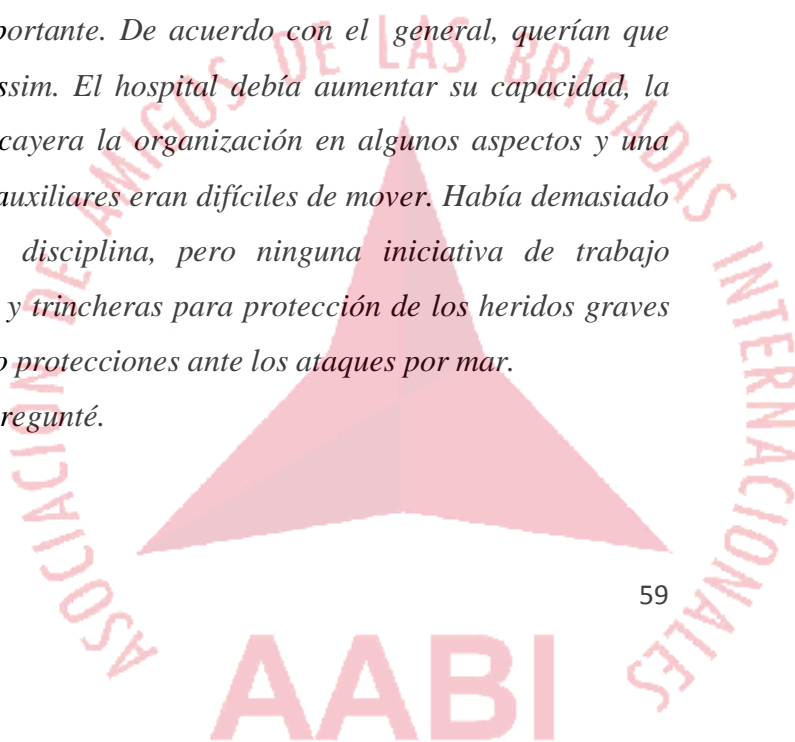 portante. De acuerdo con el general, querían que
ssim. El hospital debía aumentar su capacidad, la
cayera la organización en algunos aspectos y una
auxiliares eran difíciles de mover. Había demasiado
disciplina, pero ninguna iniciativa de trabajo
y trincheras para protección de los heridos graves
o protecciones ante los ataques por mar.
regunté.
59
ASOCIACION DE AMIGOS DE LAS BRIGADAS INTERNACIONALES
AABI